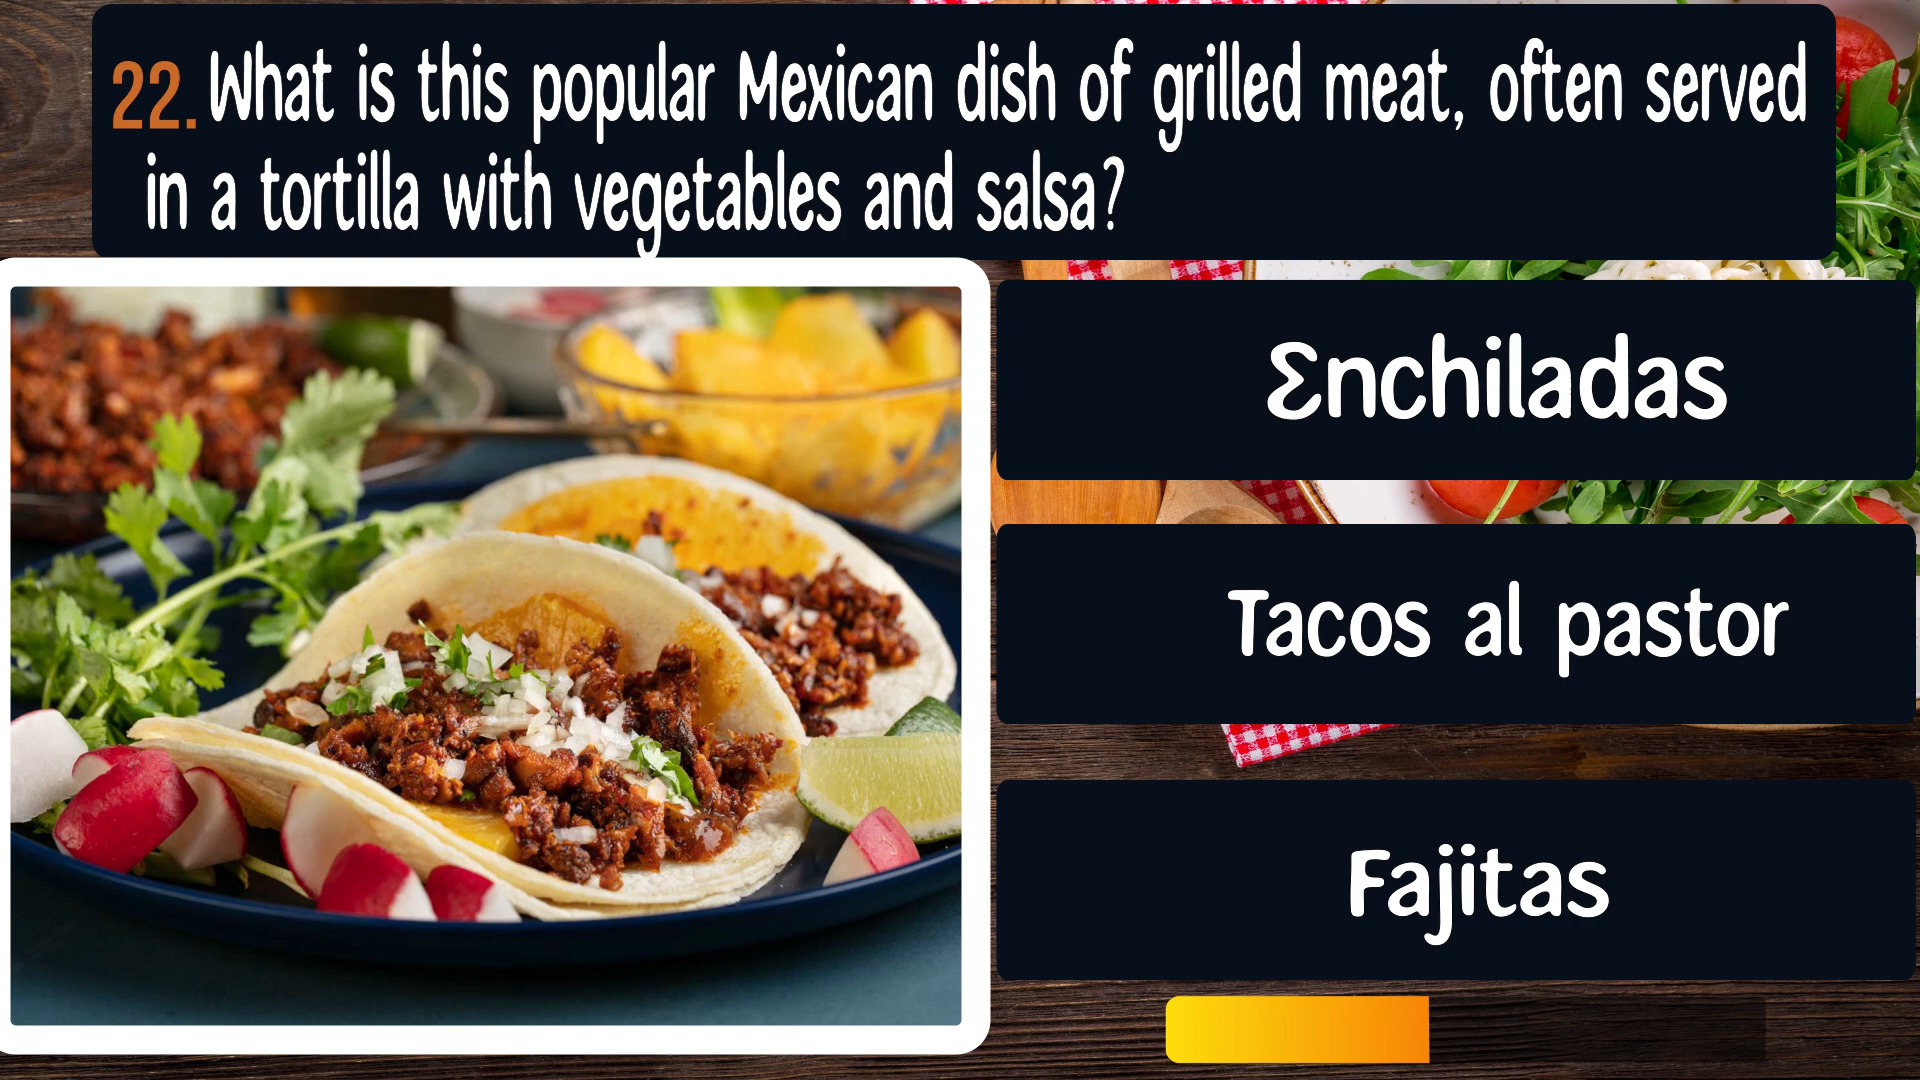 22. What is this popular Mexican dish of grilled meat, often served
in a tortilla with vegetables and salsa?
Enchiladas
Tacos al pastor
Fajitas